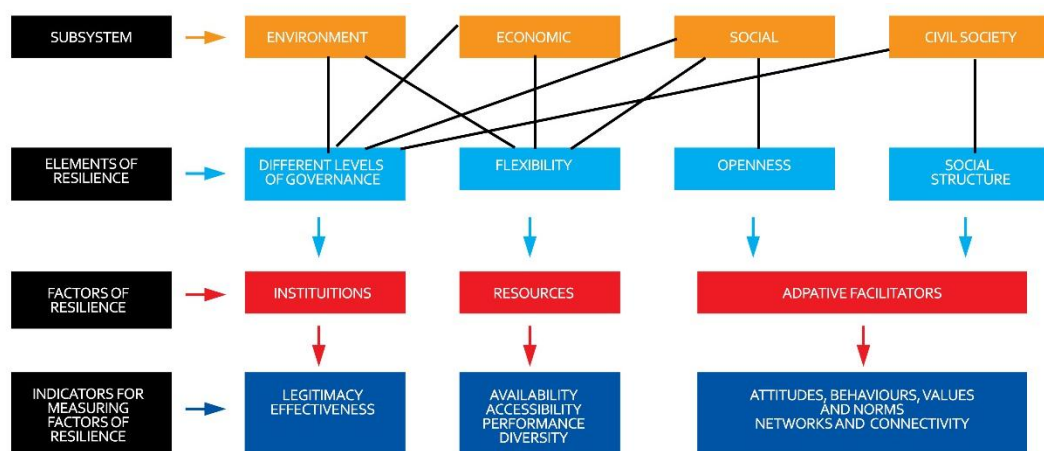 SUBSYSTEM
ENVIRONMENT
ECONOMIC
SOCIAL
CIVIL SOCIETY
ELEMENTS OF
RESILIENCE
DIFFERENT LEVELS
OF GOVERNANCE
FLEXIBILITY
OPENNESS
SOCIAL
STRUCTURE
FACTORS OF
RESILIENCE
INSTITUITIONS
RESOURCES
ADPATIVE FACILITATORS
INDICATORS FOR
MEASURING
FACTORS OF
RESILIENCE
LEGITIMACY
EFFECTIVENESS
AVAILABILITY
ACCESSIBILITY
PERFORMANCE
DIVERSITY
ATTITUDES, BEHAVIOURS, VALUES
AND NORMS
NETWORKS AND CONNECTIVITY